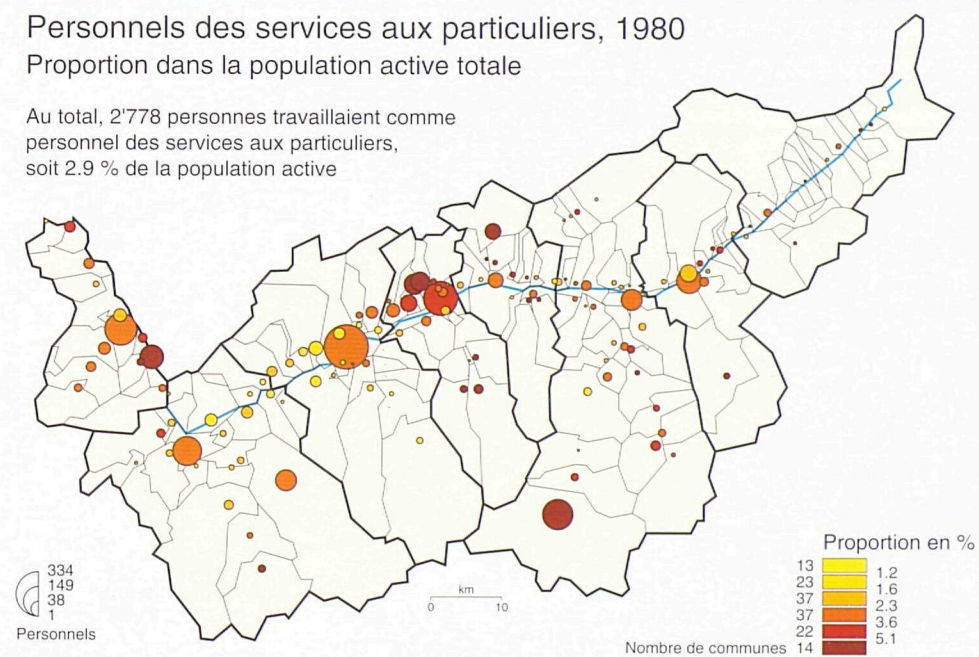 Personnels des services aux particuliers, 1980
Proportion dans la population active totale
Au total, 2'778 personnes travaillaient comme
personnel des services aux particuliers,
soit 2.9 % de la population active
334
149
38
1
Personnels
km
0 10
Proportion en %
13
1.2
23
1.6
37
2.3
37
3.6
22
5.1
Nombre de communes 14